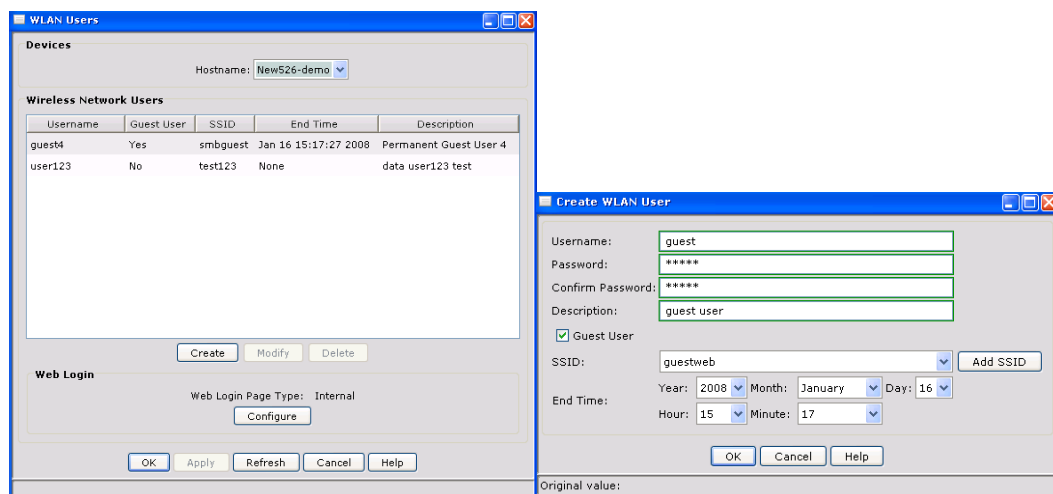 WLAN Users
Devices
Hostname: New526-demo
Wireless Network Users
Username Guest User SSID End Time Description
guest4 Yes smbguest Jan 16 15:17:27 2008 Permanent Guest User 4
user123 No test123 None data user123 test
Create Modify Delete
Web Login
Web Login Page Type: Internal
Configure
OK Apply Refresh Cancel Help
Create WLAN User
Username: guest
Password: *****
Confirm Password: *****
Description: guest user
Guest User
SSID: guestweb Add SSID
End Time:
Year: 2008 Month: January Day: 16
Hour: 15 Minute: 17
OK Cancel Help
Original value: